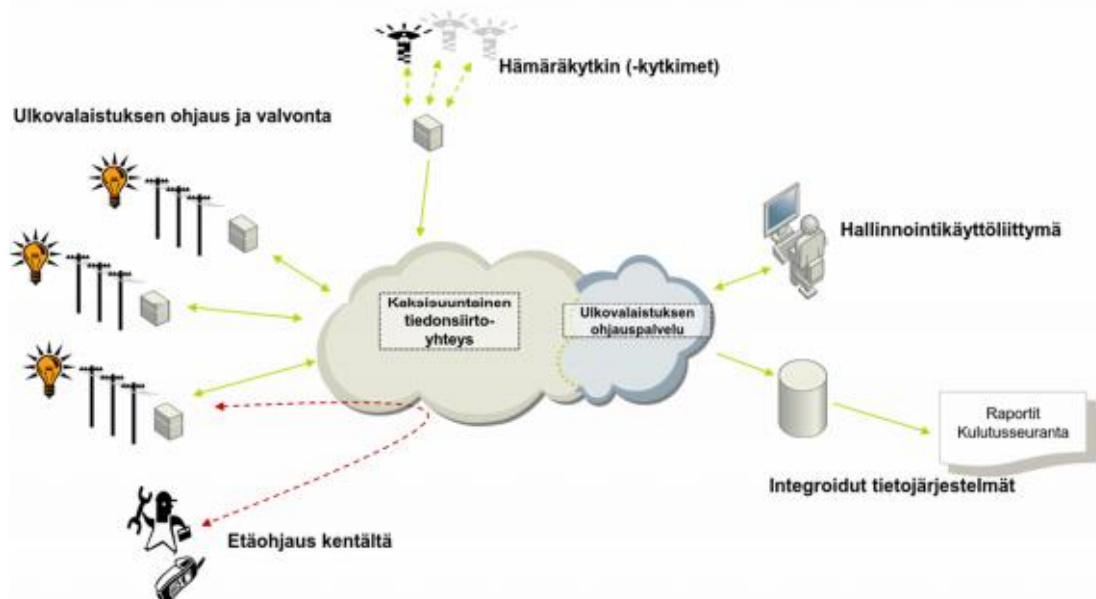 Hämäräkytkin (-kytkimet)
Ulkovalaistuksen ohjaus ja valvonta
Hallinnointikäyttöliittymä
Kaksisuuntainen
tiedonsiirto-
yhteys
Ulkovalaistuksen
ohjauspalvelu
Raportit
Kulutusseuranta
Integroidut tietojärjestelmät
Etäohjaus kentältä